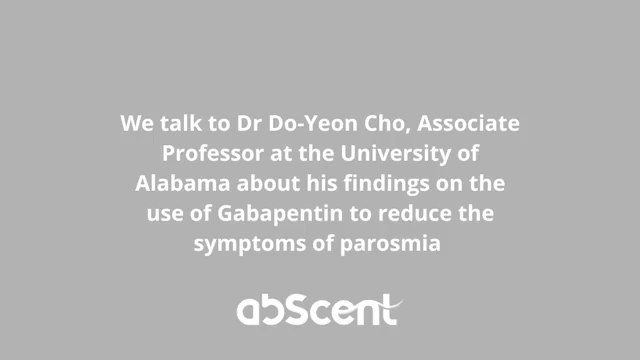 We talk to Dr Do-Yeon Cho, Associate
Professor at the University of
Alabama about his findings on the
use of Gabapentin to reduce the
symptoms of parosmia
abScent